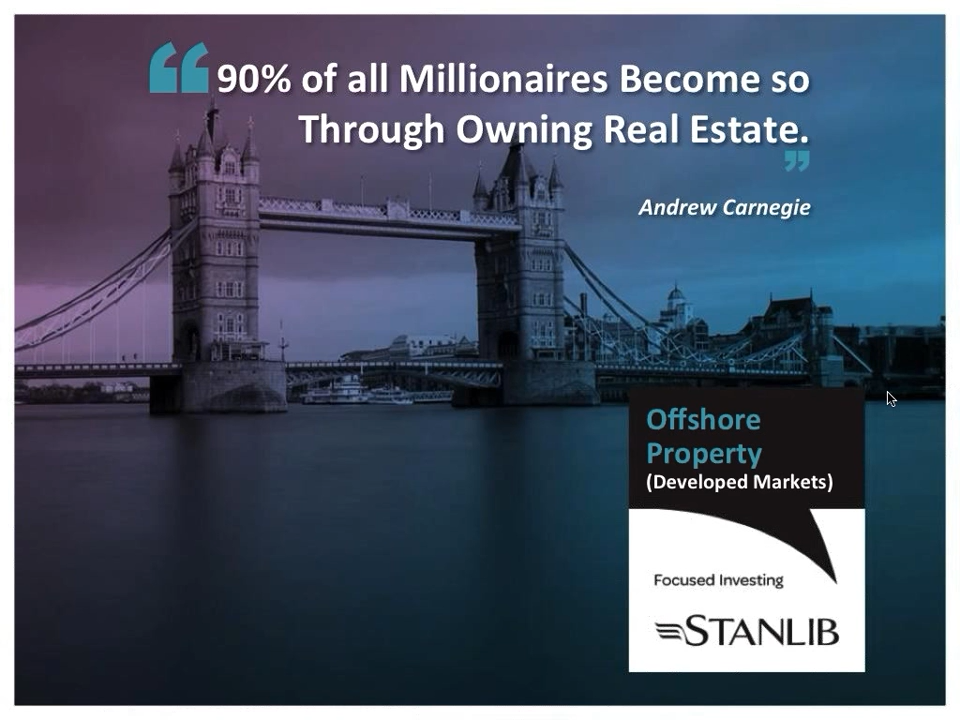 “90% of all Millionaires Become so
Through Owning Real Estate.
”
Andrew Carnegie
Offshore
Property
(Developed Markets)
Focused Investing
STANLIB